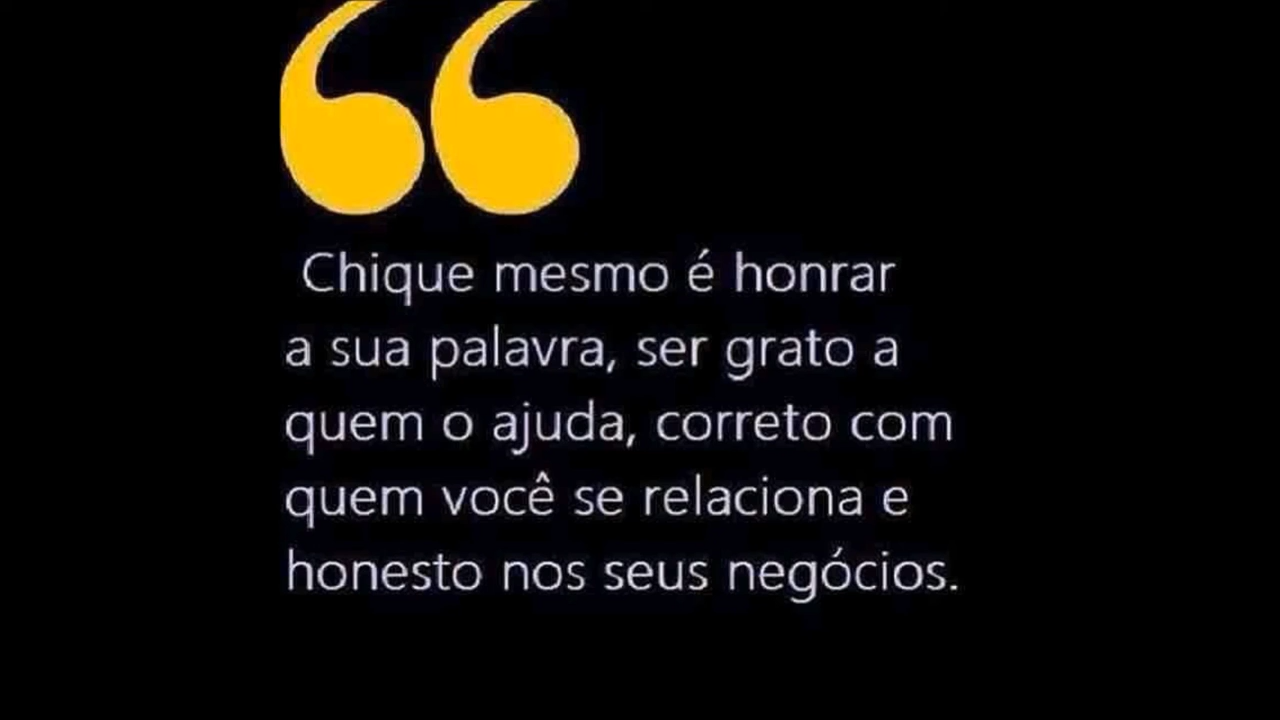 Chique mesmo é honrar
a sua palavra, ser grato a
quem o ajuda, correto com
quem você se relaciona e
honesto nos seus negócios.